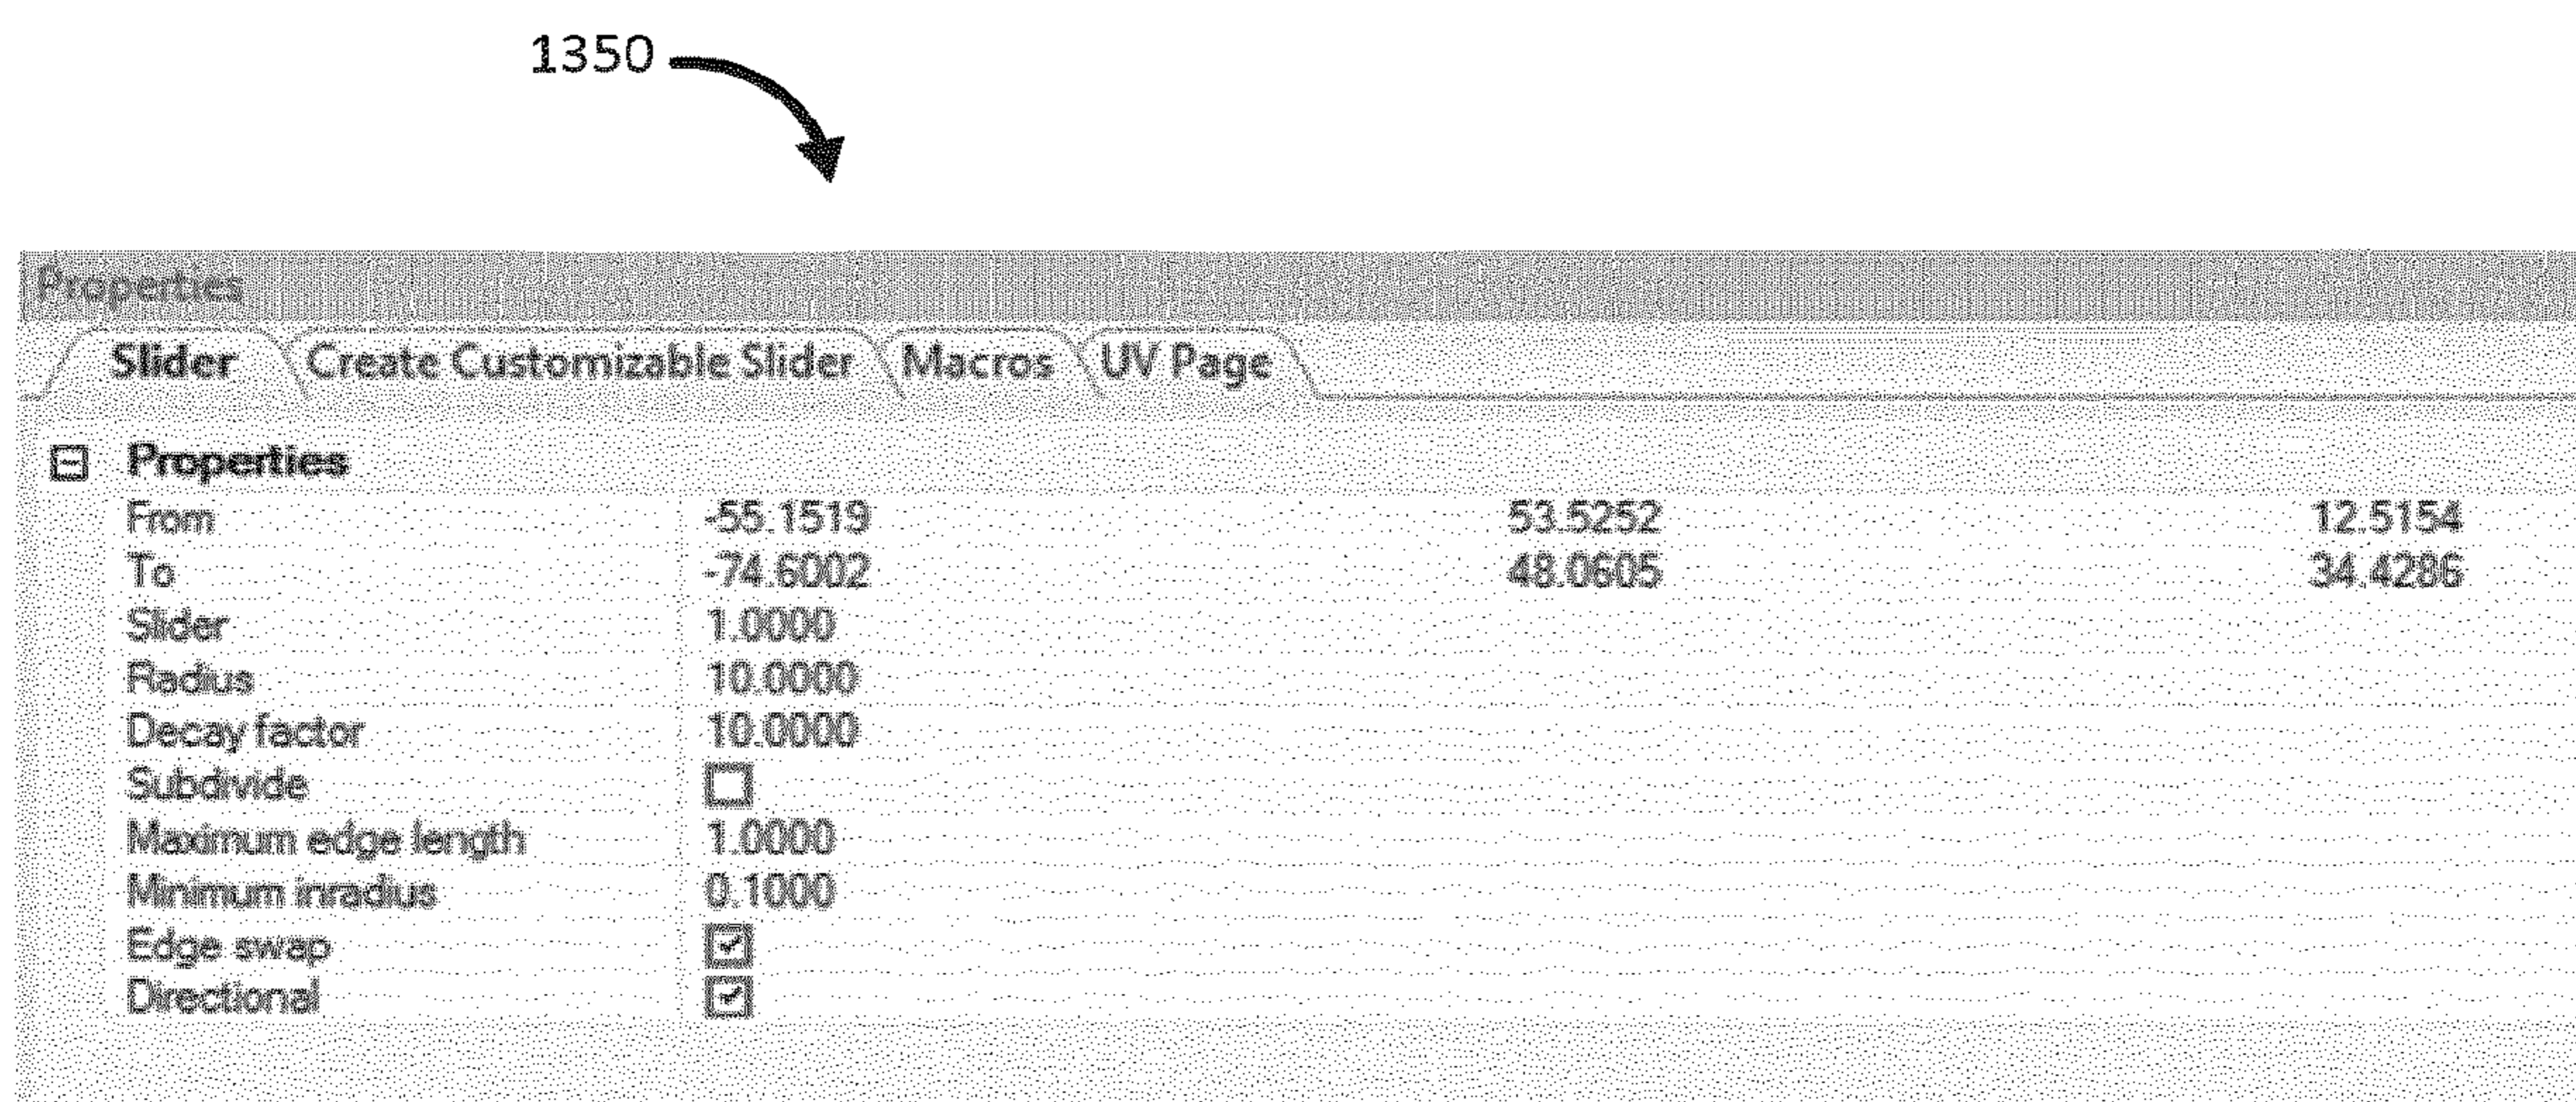 1350
Properties
Slider Create Customizable Slider Macros UV Page
Properties
From -55.1519 53.5252 12.5154
To -74.6002 48.0605 34.4286
Slider 1.0000
Radius 10.0000
Decay factor 10.0000
Subdivide
Maximum edge length 1.0000
Minimum inradius 0.1000
Edge swap
Directional